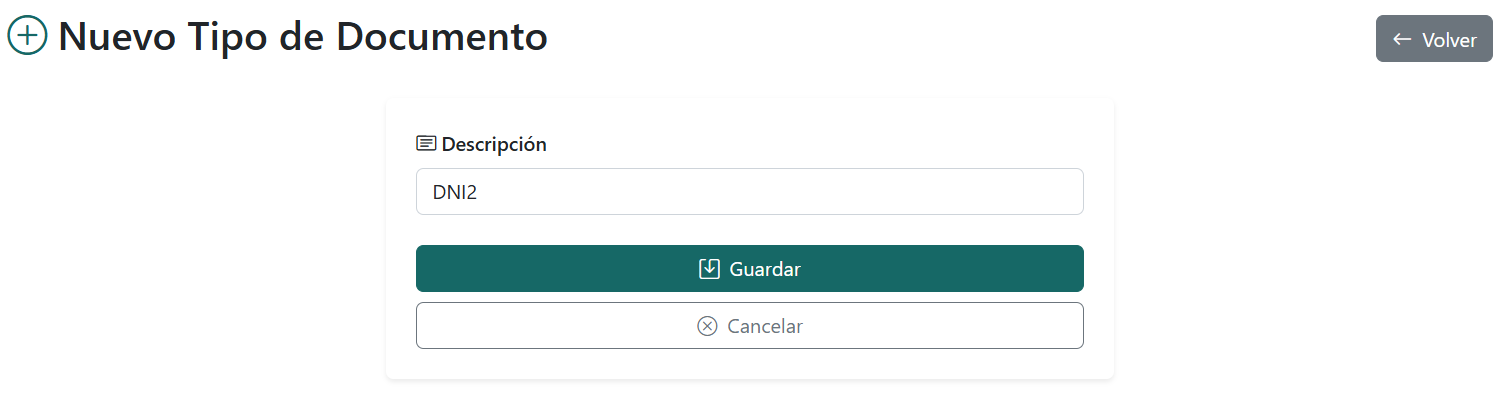 Nuevo Tipo de Documento
Volver
Descripción
DNI2
Guardar
Cancelar